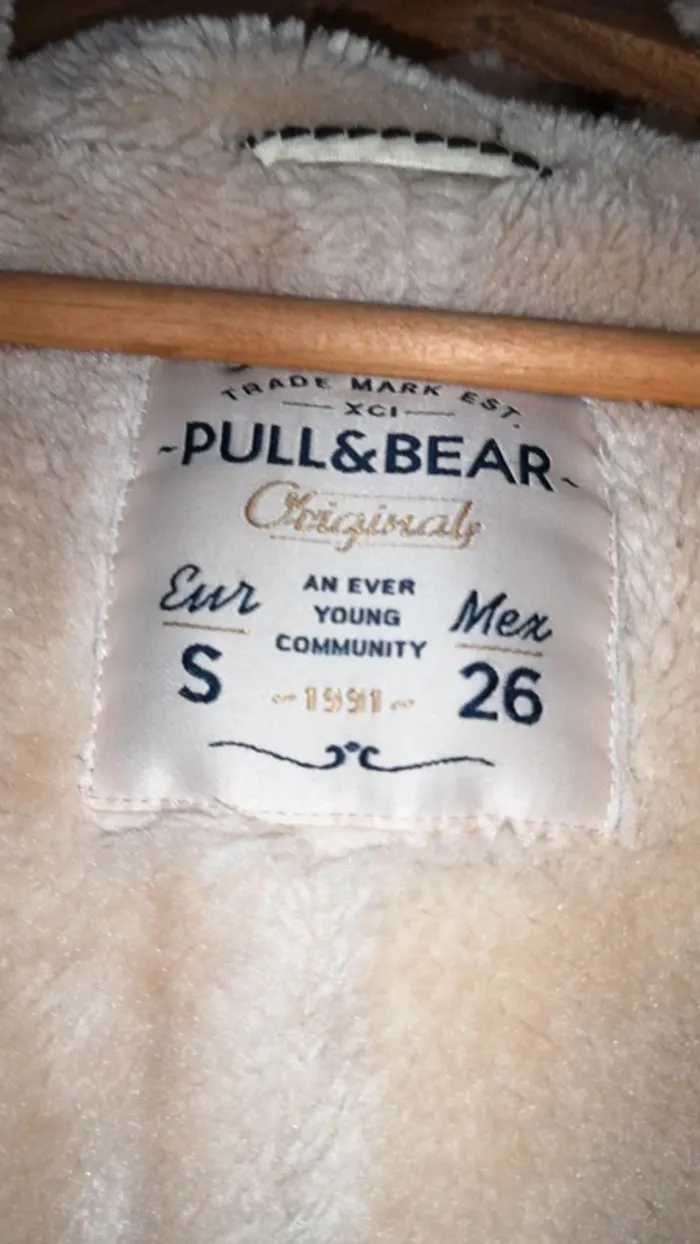 TRADE MARK EST.
XCI
-PULL&BEAR-
Originals
Eur
AN EVER
YOUNG
COMMUNITY
Mex
S
-1991-
26